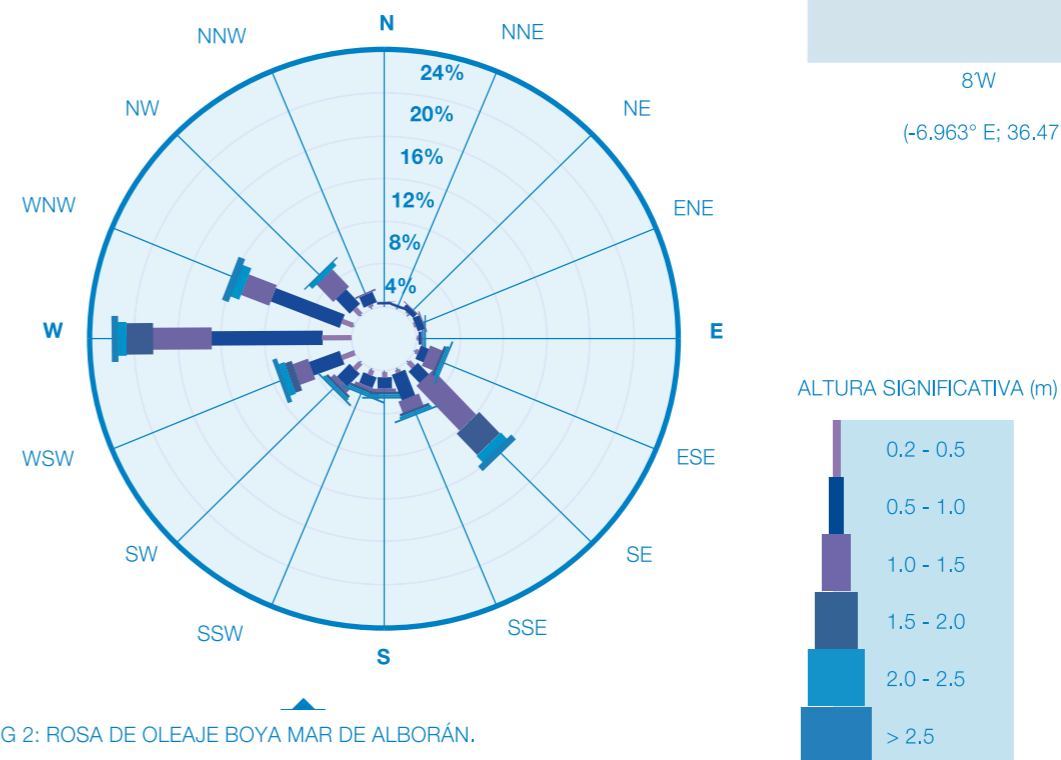 N
NNW
NNE
24%
NW
NE
20%
16%
WNW
ENE
12%
8%
4%
W
E
WSW
ESE
SW
SE
SSW
SSE
S
G 2: ROSA DE OLEAJE BOYA MAR DE ALBORÁN.
8´W
(-6.963° E; 36.47
ALTURA SIGNIFICATIVA (m)
0.2 - 0.5
0.5 - 1.0
1.0 - 1.5
1.5 - 2.0
2.0 - 2.5
> 2.5